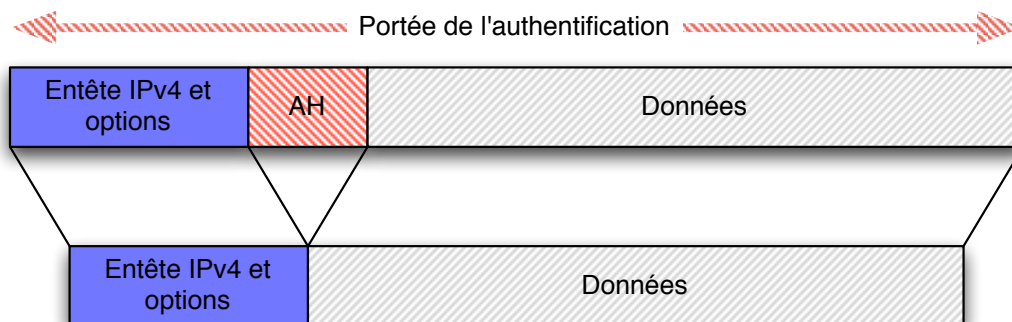 Portée de l'authentification
Entête IPv4 et
options
AH
Données
Entête IPv4 et
options
Données